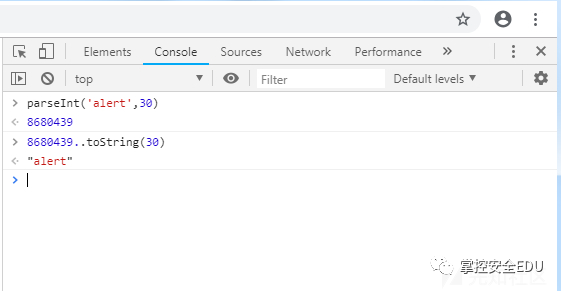 Elements Console Sources Network Performance »
top Filter Default levels
> parseInt('alert',30)
8680439
> 8680439..toString(30)
"alert"
>
掌控安全EDU